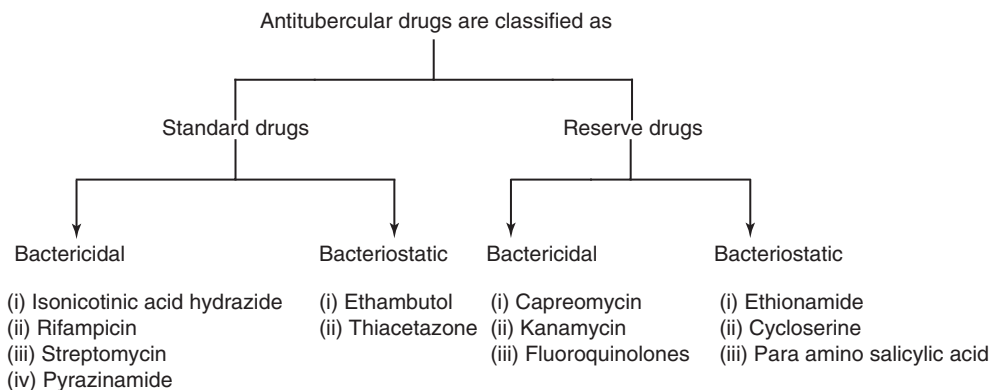 Antitubercular drugs are classified as
Standard drugs
Reserve drugs
Bactericidal
(i) Isonicotinic acid hydrazide
(ii) Rifampicin
(iii) Streptomycin
(iv) Pyrazinamide
Bacteriostatic
(i) Ethambutol
(ii) Thiacetazone
Bactericidal
(i) Capreomycin
(ii) Kanamycin
(iii) Fluoroquinolones
Bacteriostatic
(i) Ethionamide
(ii) Cycloserine
(iii) Para amino salicylic acid